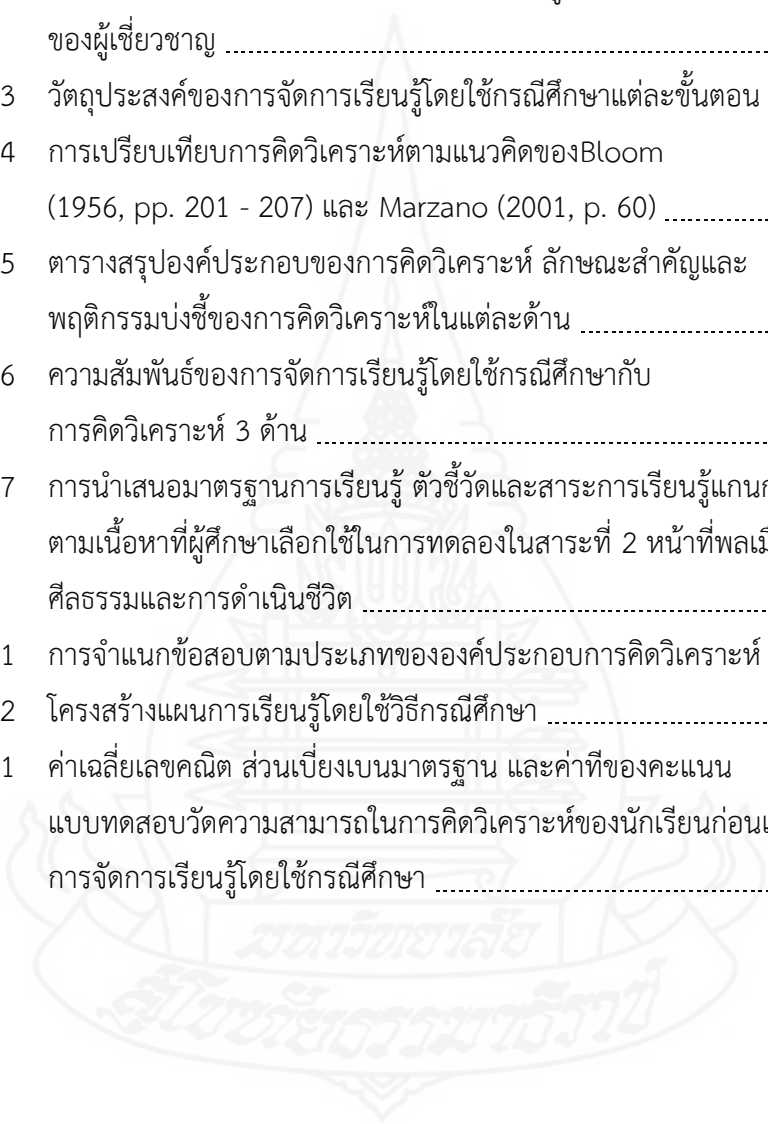 ของผู้เชี่ยวชาญ
3 วัตถุประสงค์ของการจัดการเรียนรู้โดยใช้กรณีศึกษาแต่ละขั้นตอน
4 การเปรียบเทียบการคิดวิเคราะห์ตามแนวคิดของBloom
(1956, pp. 201 - 207) และ Marzano (2001, p. 60)
5 ตารางสรุปองค์ประกอบของการคิดวิเคราะห์ ลักษณะสำคัญและ
พฤติกรรมบ่งชี้ของการคิดวิเคราะห์ในแต่ละด้าน
6 ความสัมพันธ์ของการจัดการเรียนรู้โดยใช้กรณีศึกษากับ
การคิดวิเคราะห์ 3 ด้าน
7 การนำเสนอมาตรฐานการเรียนรู้ ตัวชี้วัดและสาระการเรียนรู้แกน
ตามเนื้อหาที่ผู้ศึกษาเลือกใช้ในการทดลองในสาระที่ 2 หน้าที่
ศีลธรรมและการดำเนินชีวิต
1 การจำแนกข้อสอบตามประเภทขององค์ประกอบการคิดวิเคราะห์
2 โครงสร้างแผนการเรียนรู้โดยใช้วิธีกรณีศึกษา
1 ค่าเฉลี่ยเลขคณิต ส่วนเบี่ยงเบนมาตรฐาน และค่าทีของคะแนน
แบบทดสอบวัดความสามารถในการคิดวิเคราะห์ของนักเรียนก่อน
การจัดการเรียนรู้โดยใช้กรณีศึกษา
มหาวิทยาลัย
สุโขทัยธรรมาธิราช